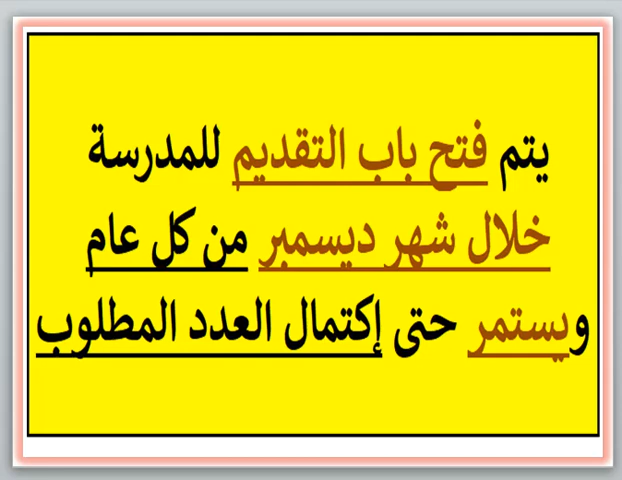 يتم فتح باب التقديم للمدرسة
خلال شهر ديسمبر من كل عام
ويستمر حتى إكتمال العدد المطلوب